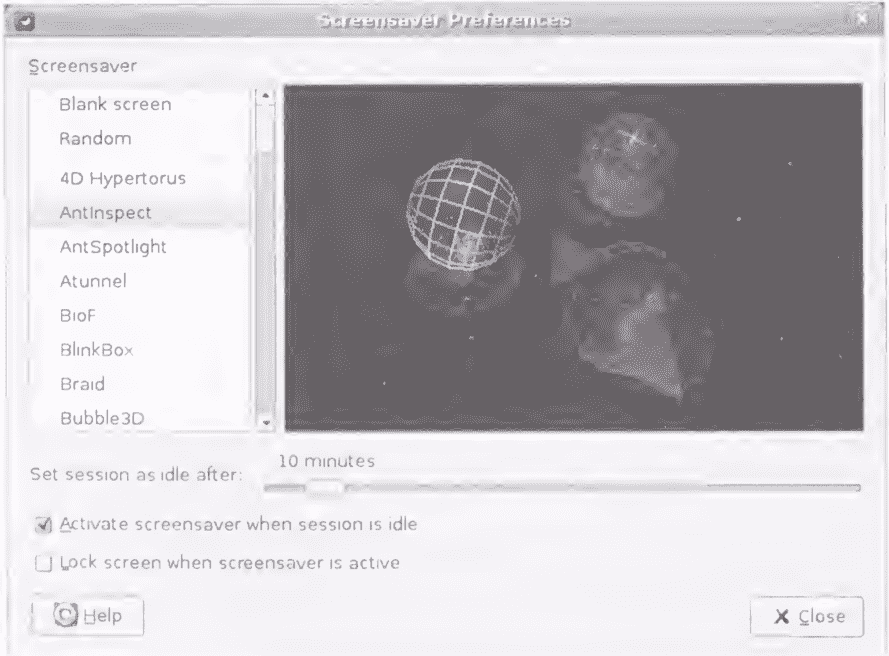 Screensaver Preferences
Screensaver
Blank screen
Random
4D Hypertorus
AntInspect
AntSpotlight
Atunnel
BioF
BlinkBox
Braid
Bubble3D
10 minutes
Set session as idle after:
Activate screensaver when session is idle
Lock screen when screensaver is active
Help
Close